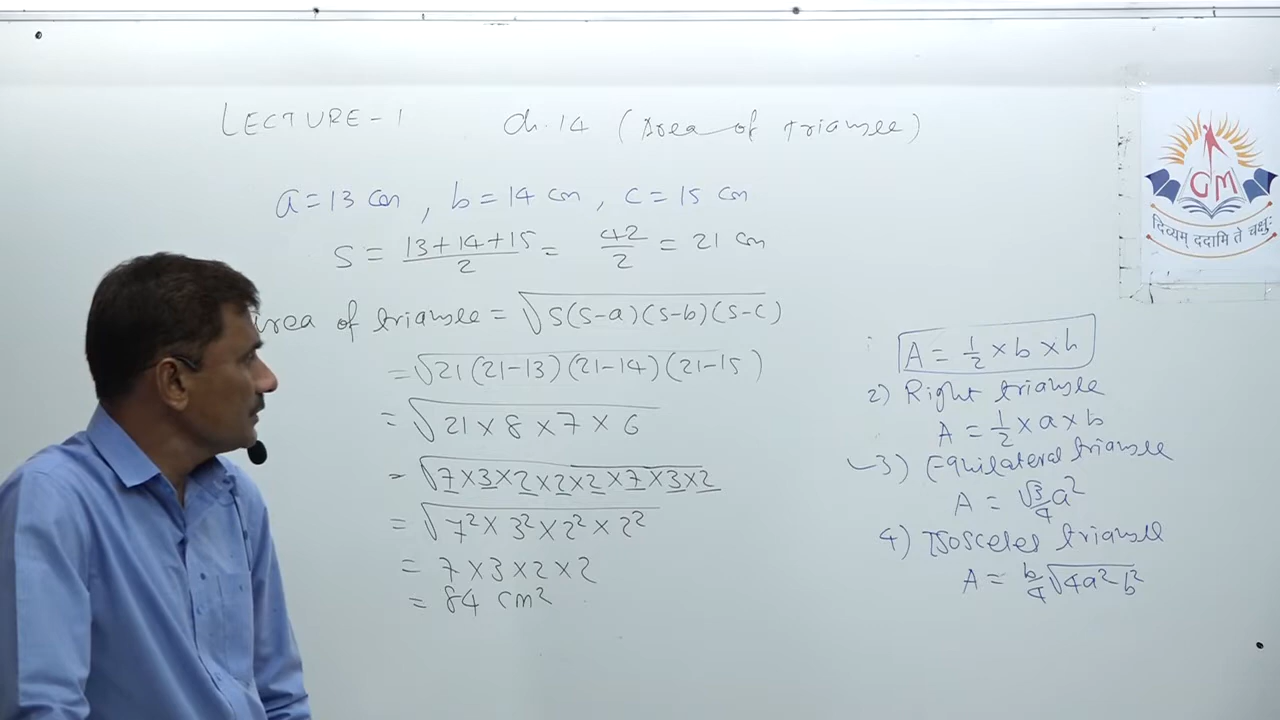 LECTURE - 1 Ch. 14 (Area of triangle)
a = 13 cm, b = 14 cm, c = 15 cm
S = (13+14+15)/2 = 42/2 = 21 cm
Area of triangle = √S(S-a)(S-b)(S-c)
= √21(21-13)(21-14)(21-15)
= √21 × 8 × 7 × 6
= √7×3×2×2×2×7×3×2
= √7² × 3² × 2² × 2²
= 7 × 3 × 2 × 2
= 84 cm²
A = 1/2 × b × h
2) Right triangle
A = 1/2 × a × b
3) Equilateral triangle
A = √3/4 a²
4) Isosceles triangle
A = b/4 √4a² b²
GM
दिव्यम् ददामि ते चक्षुः